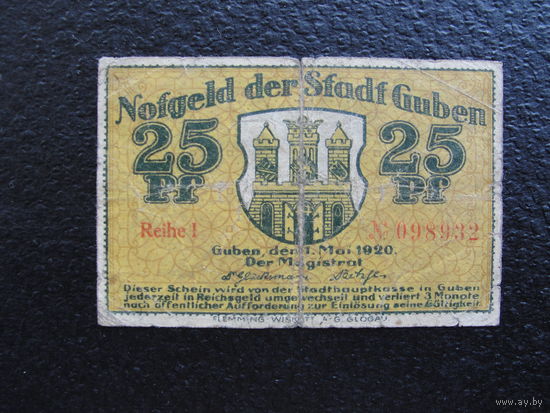 Notgeld der Stadt Guben
25 Pf
25 Pf
Reihe I
№ 098932
Guben, den 1. Mai 1920.
Der Magistrat
Dieser Schein wird von der Stadthauptkasse in Guben
jederzeit in Reichsgeld umgewechselt und verliert 3 Monate
nach öffentlicher Aufforderung zur Einlösung seine Gültigkeit
FLEMMING WISKOTT A-G. GLOGAU.
www.ay.by